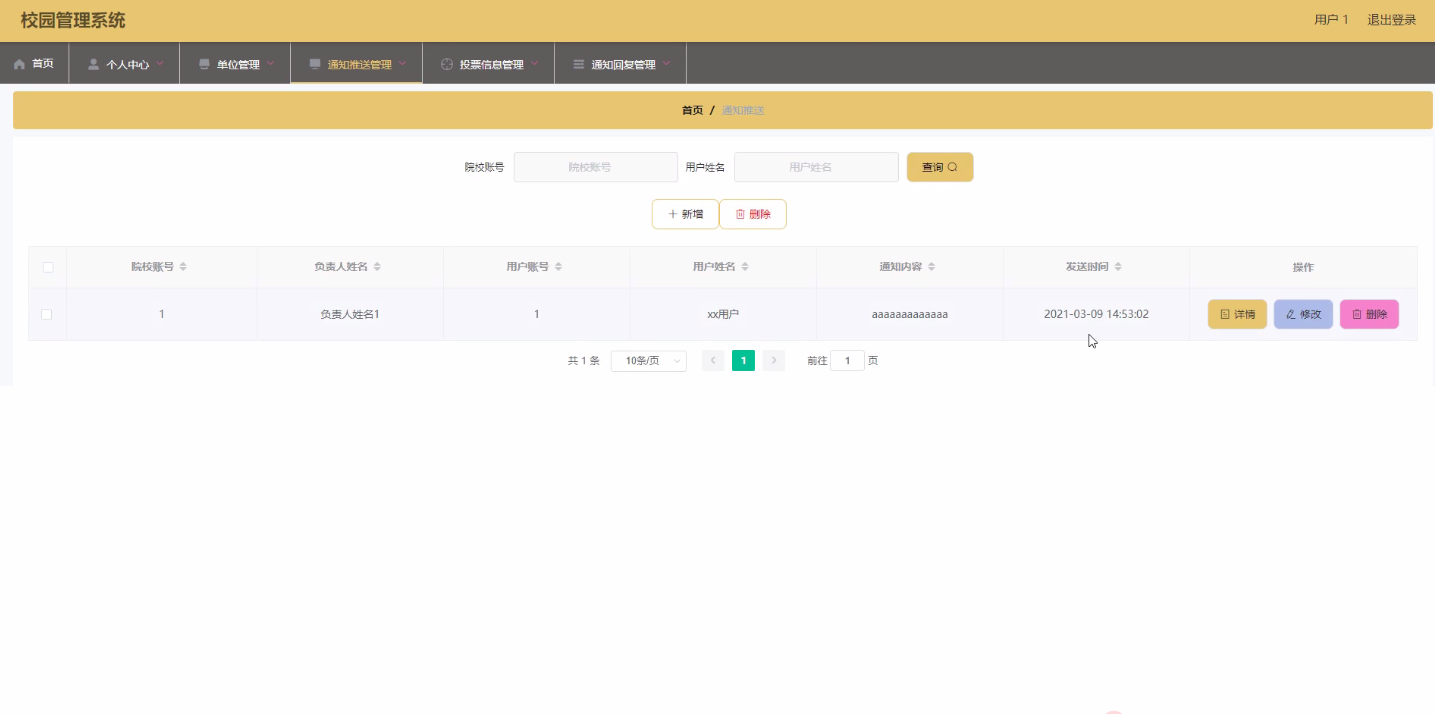 校园管理系统 用户 1 退出登录
首页 个人中心 单位管理 通知推送管理 投票信息管理 通知回复管理
首页 / 通知推送
院校账号 院校账号 用户姓名 用户姓名 查询
新增 删除
院校账号 负责人姓名 用户账号 用户姓名 通知内容 发送时间 操作
1 负责人姓名1 1 xx用户 aaaaaaaaaaaaa 2021-03-09 14:53:02 详情 修改 删除
共 1 条 10条/页 1 前往 1 页